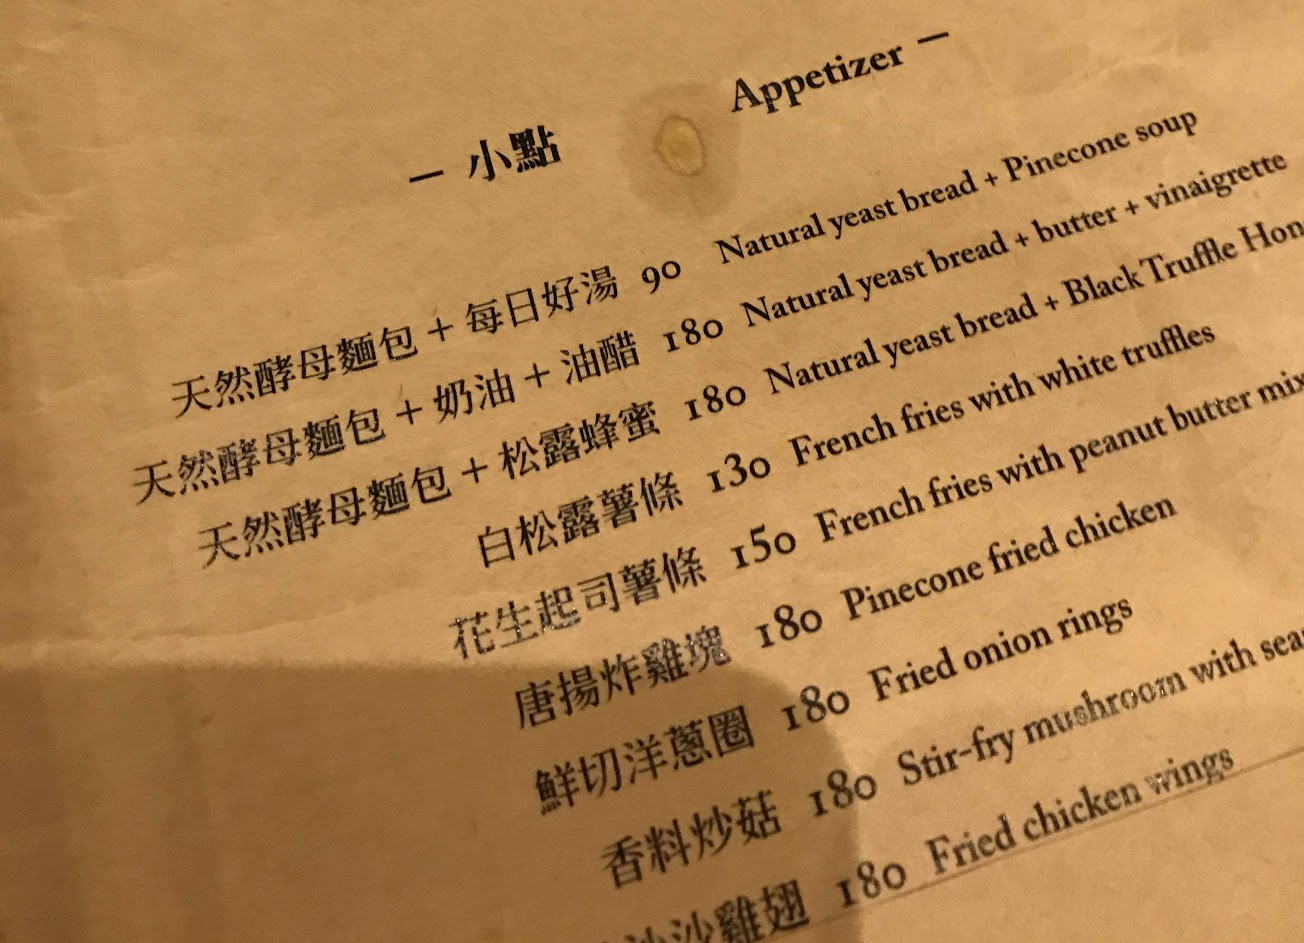 — 小點 Appetizer —
天然酵母麵包 + 每日好湯 90 Natural yeast bread + Pinecone soup
天然酵母麵包 + 奶油 + 油醋 180 Natural yeast bread + butter + vinaigrette
天然酵母麵包 + 松露蜂蜜 180 Natural yeast bread + Black Truffle Hon
白松露薯條 130 French fries with white truffles
花生起司薯條 150 French fries with peanut butter mix
唐揚炸雞塊 180 Pinecone fried chicken
鮮切洋蔥圈 180 Fried onion rings
香料炒菇 180 Stir-fry mushroom with sea
沙雞翅 180 Fried chicken wings